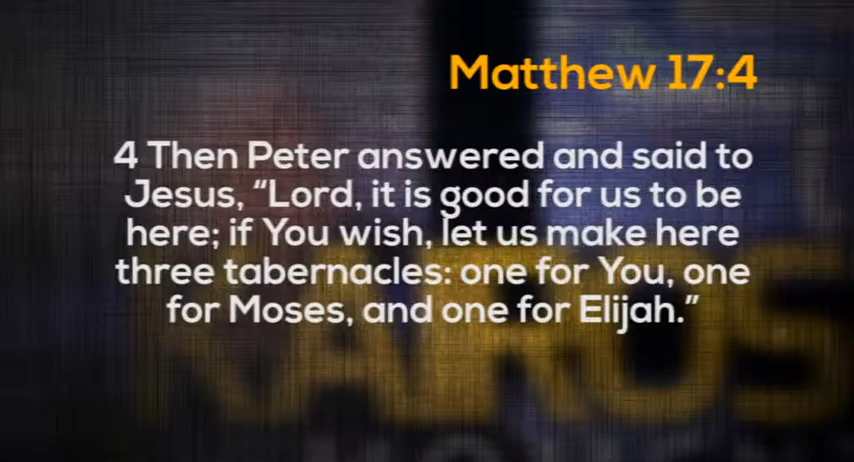 Matthew 17:4
4 Then Peter answered and said to
Jesus, “Lord, it is good for us to be
here; if You wish, let us make here
three tabernacles: one for You, one
for Moses, and one for Elijah.”
KAIROS